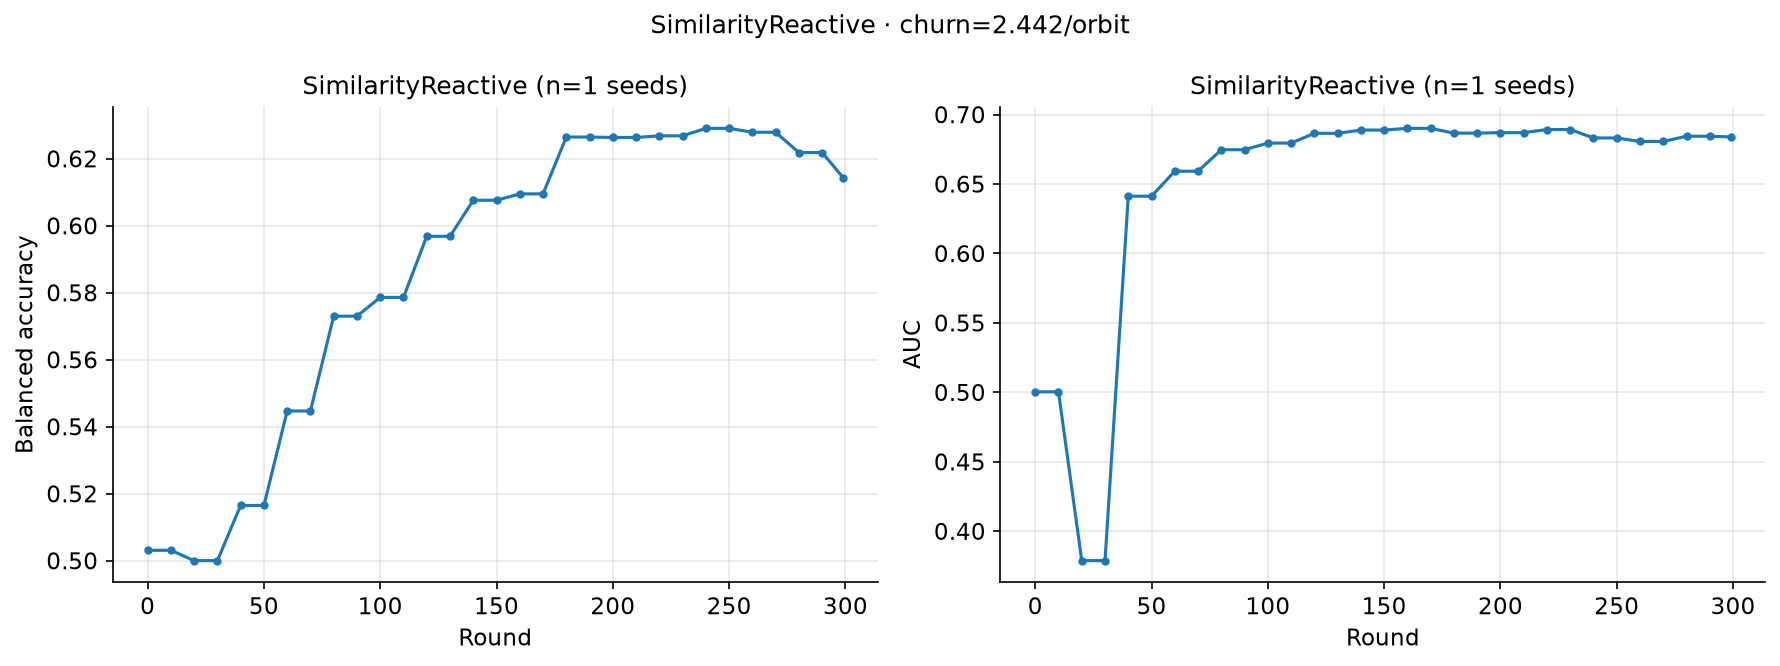 SimilarityReactive · churn=2.442/orbit
SimilarityReactive (n=1 seeds)
Balanced accuracy
0.62
0.60
0.58
0.56
0.54
0.52
0.50
0 50 100 150 200 250 300
Round
SimilarityReactive (n=1 seeds)
AUC
0.70
0.65
0.60
0.55
0.50
0.45
0.40
0 50 100 150 200 250 300
Round